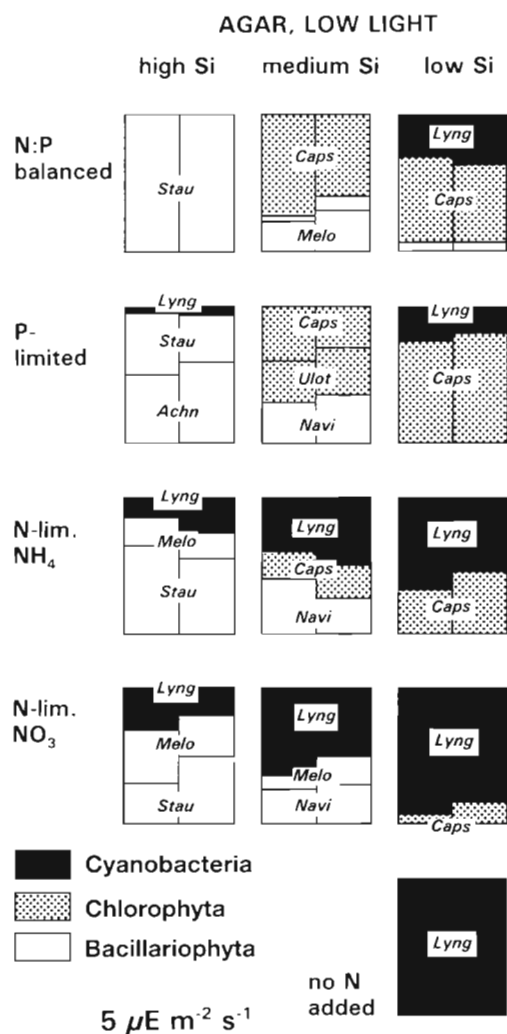 AGAR, LOW LIGHT
high Si medium Si low Si
N:P
balanced
Stau
Caps
Melo
Lyng
Caps
P-
limited
Lyng
Stau
Achn
Caps
Ulot
Navi
Lyng
Caps
N-lim.
NH₄
Lyng
Melo
Stau
Lyng
Caps
Navi
Lyng
Caps
N-lim.
NO₃
Lyng
Melo
Stau
Lyng
Melo
Navi
Lyng
Caps
Cyanobacteria
Chlorophyta
Bacillariophyta
Lyng
no N
added
5 µE m⁻² s⁻¹